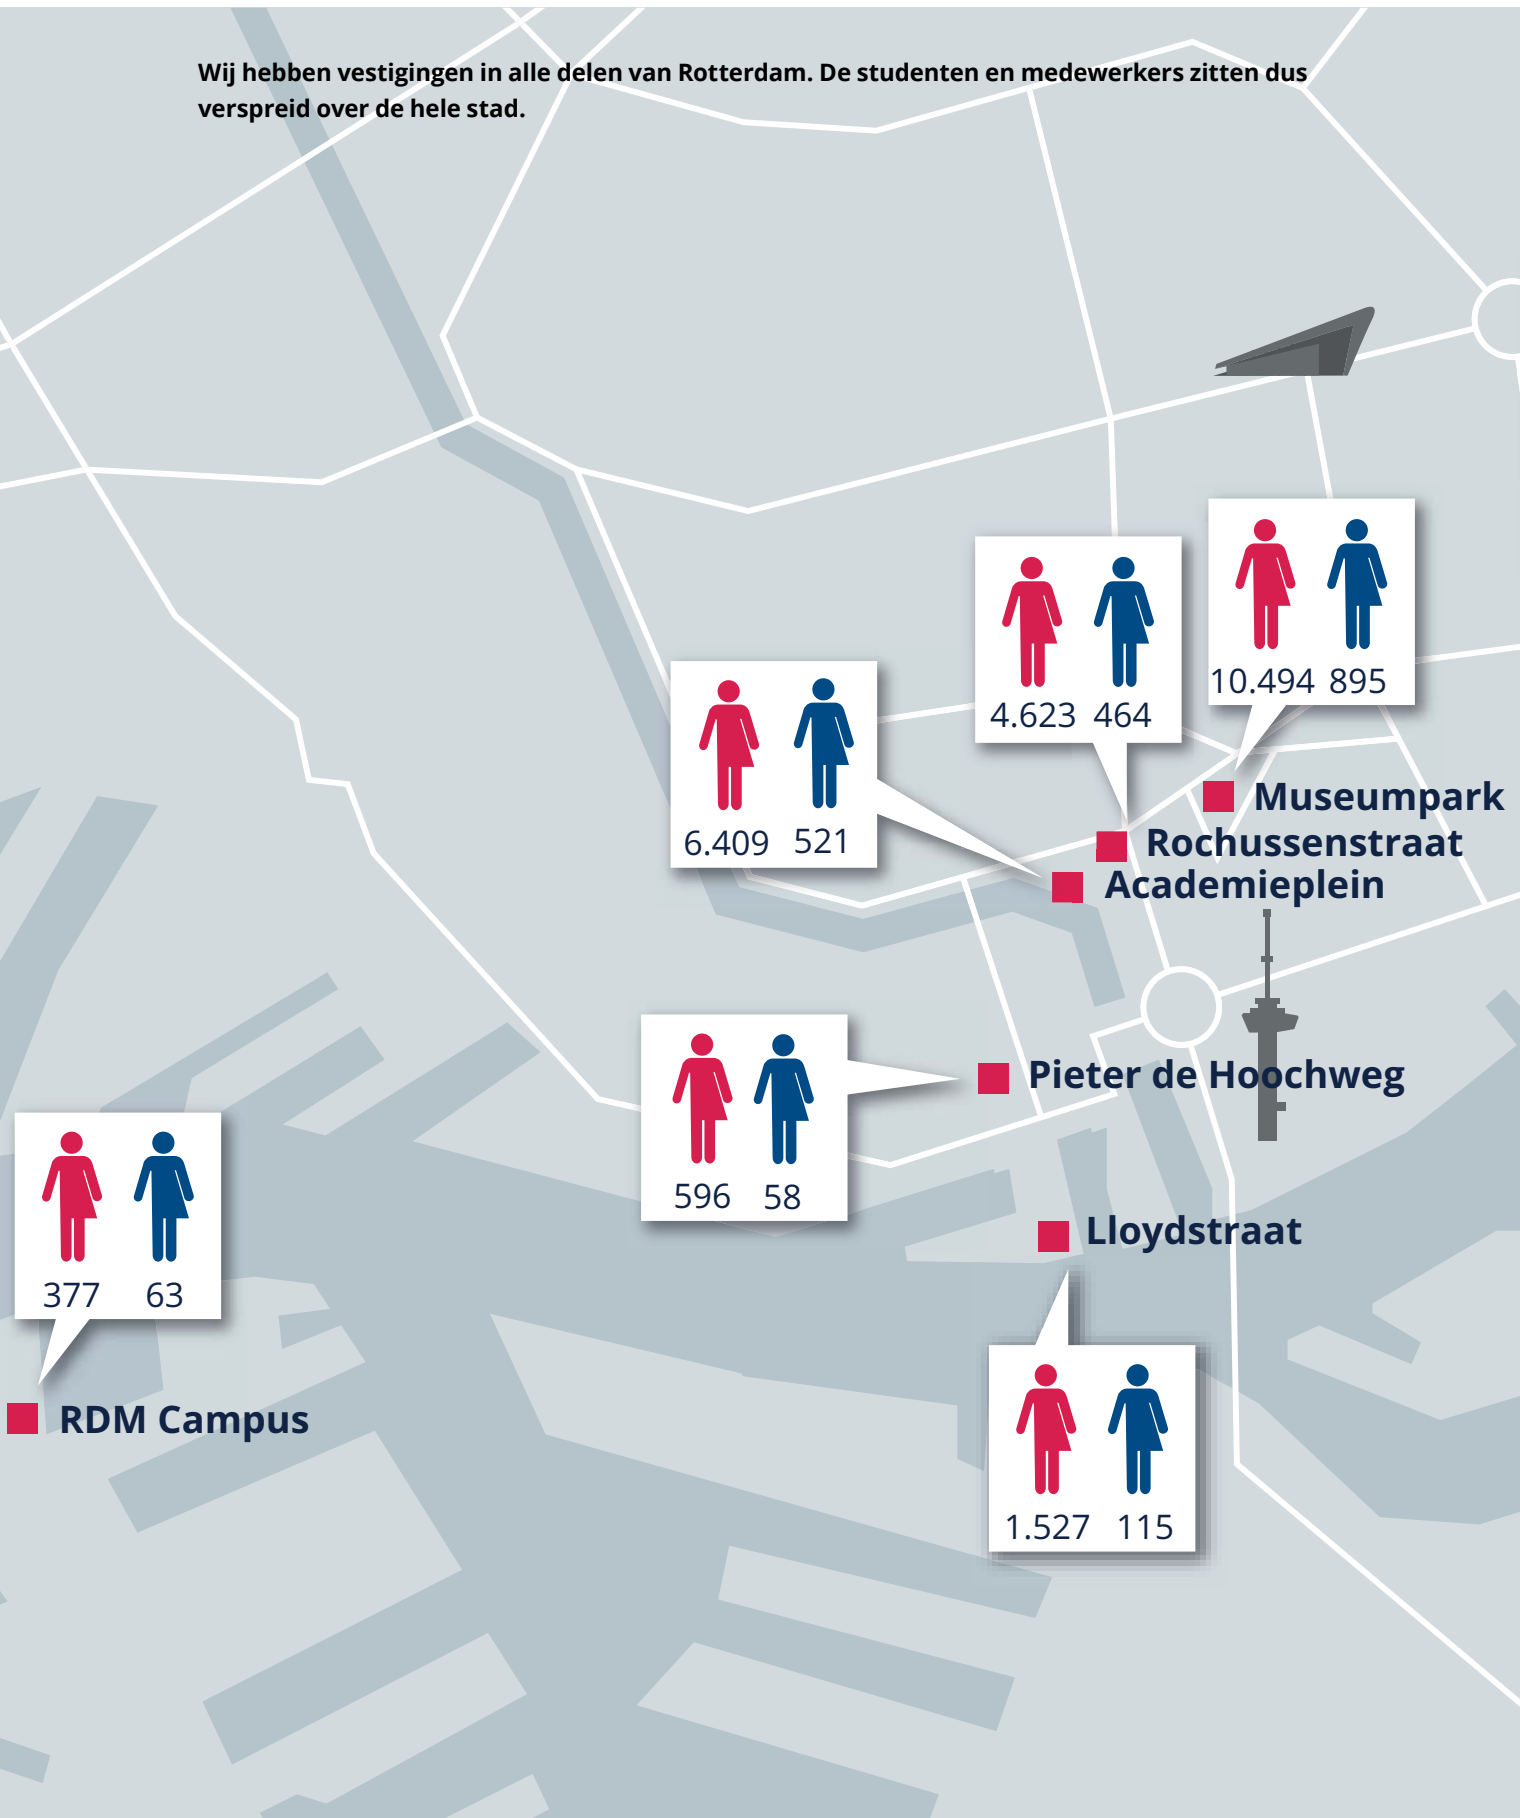 Wij hebben vestigingen in alle delen van Rotterdam. De studenten en medewerkers zitten dus
verspreid over de hele stad.
10.494 895
4.623 464
Museumpark
6.409 521
Rochussenstraat
Academieplein
Pieter de Hoochweg
596 58
Lloydstraat
377 63
RDM Campus
1.527 115